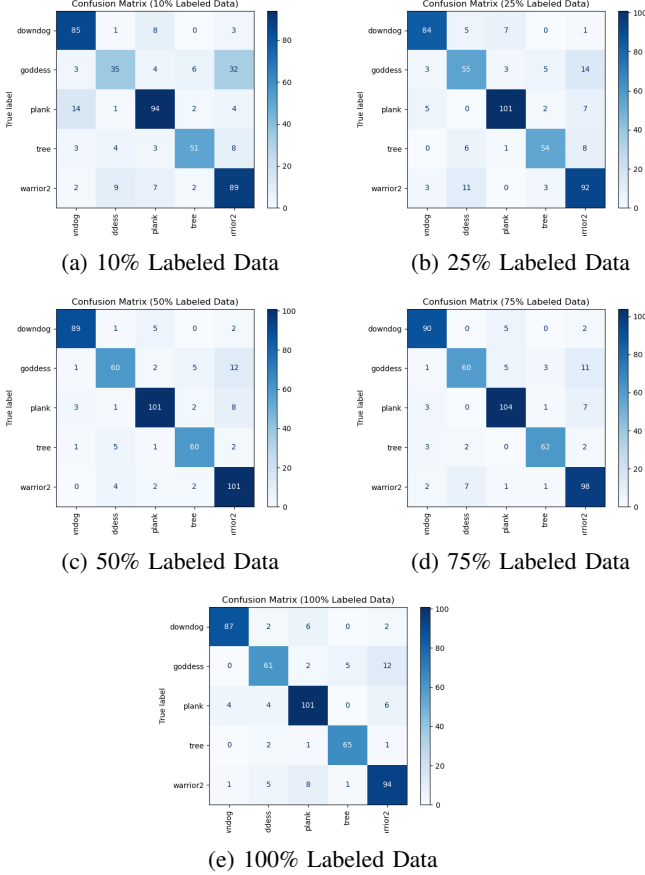 Confusion Matrix (10% Labeled Data)
downdog 85 1 8 0 3
goddess 3 35 4 6 32
plank 14 1 94 2 4
tree 3 4 3 51 8
warrior2 2 9 7 2 89
True label
wndog ddess plank tree rrior2
80
60
40
20
0
(a) 10% Labeled Data
Confusion Matrix (25% Labeled Data)
downdog 84 5 7 0 1
goddess 3 55 3 5 14
plank 5 0 101 2 7
tree 0 6 1 54 8
warrior2 3 11 0 3 92
True label
wndog ddess plank tree rrior2
100
80
60
40
20
0
(b) 25% Labeled Data
Confusion Matrix (50% Labeled Data)
downdog 89 1 5 0 2
goddess 1 60 2 5 12
plank 3 1 101 2 8
tree 1 5 1 60 2
warrior2 0 4 2 2 101
True label
wndog ddess plank tree rrior2
100
80
60
40
20
0
(c) 50% Labeled Data
Confusion Matrix (75% Labeled Data)
downdog 90 0 5 0 2
goddess 1 60 5 3 11
plank 3 0 104 1 7
tree 3 2 0 62 2
warrior2 2 7 1 1 98
True label
wndog ddess plank tree rrior2
100
80
60
40
20
0
(d) 75% Labeled Data
Confusion Matrix (100% Labeled Data)
downdog 87 2 6 0 2
goddess 0 61 2 5 12
plank 4 4 101 0 6
tree 0 2 1 65 1
warrior2 1 5 8 1 94
True label
wndog ddess plank tree rrior2
100
80
60
40
20
0
(e) 100% Labeled Data